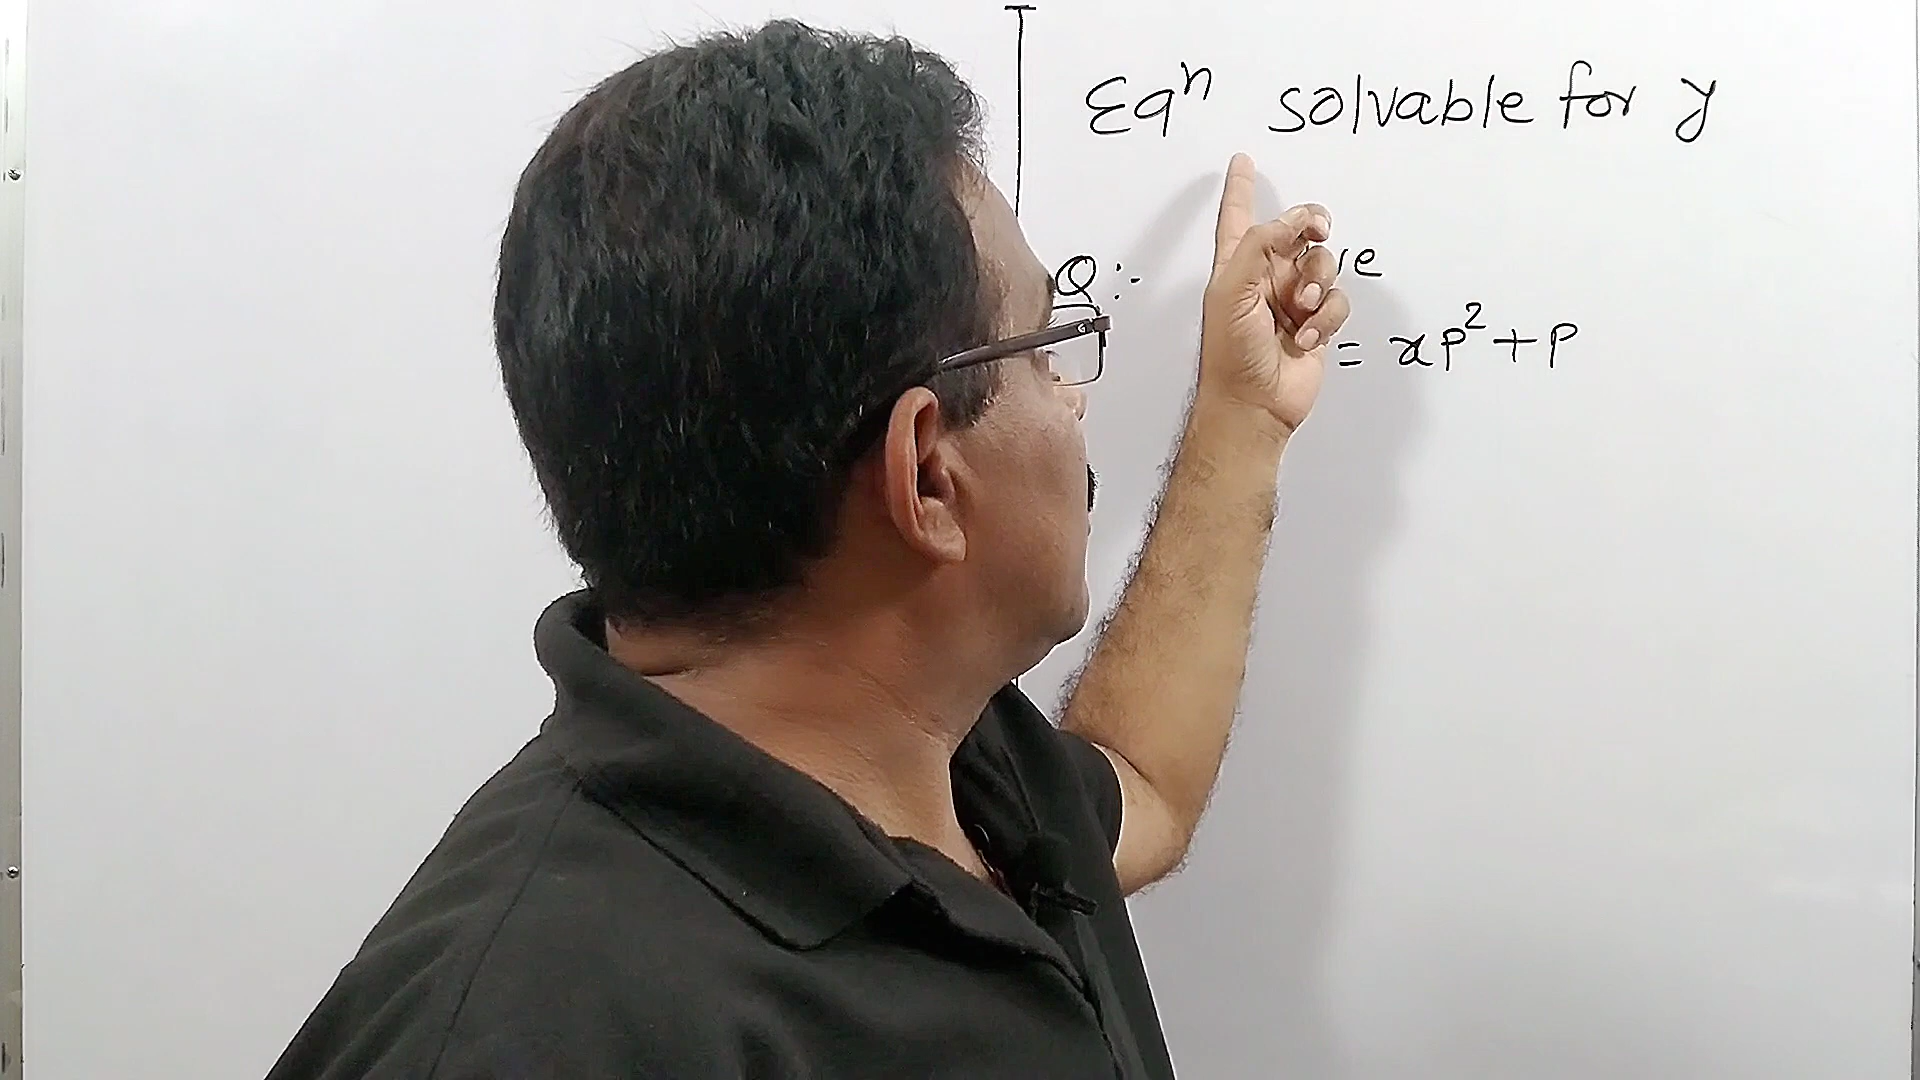 Eqⁿ solvable for y
Q:-
= xp² + p